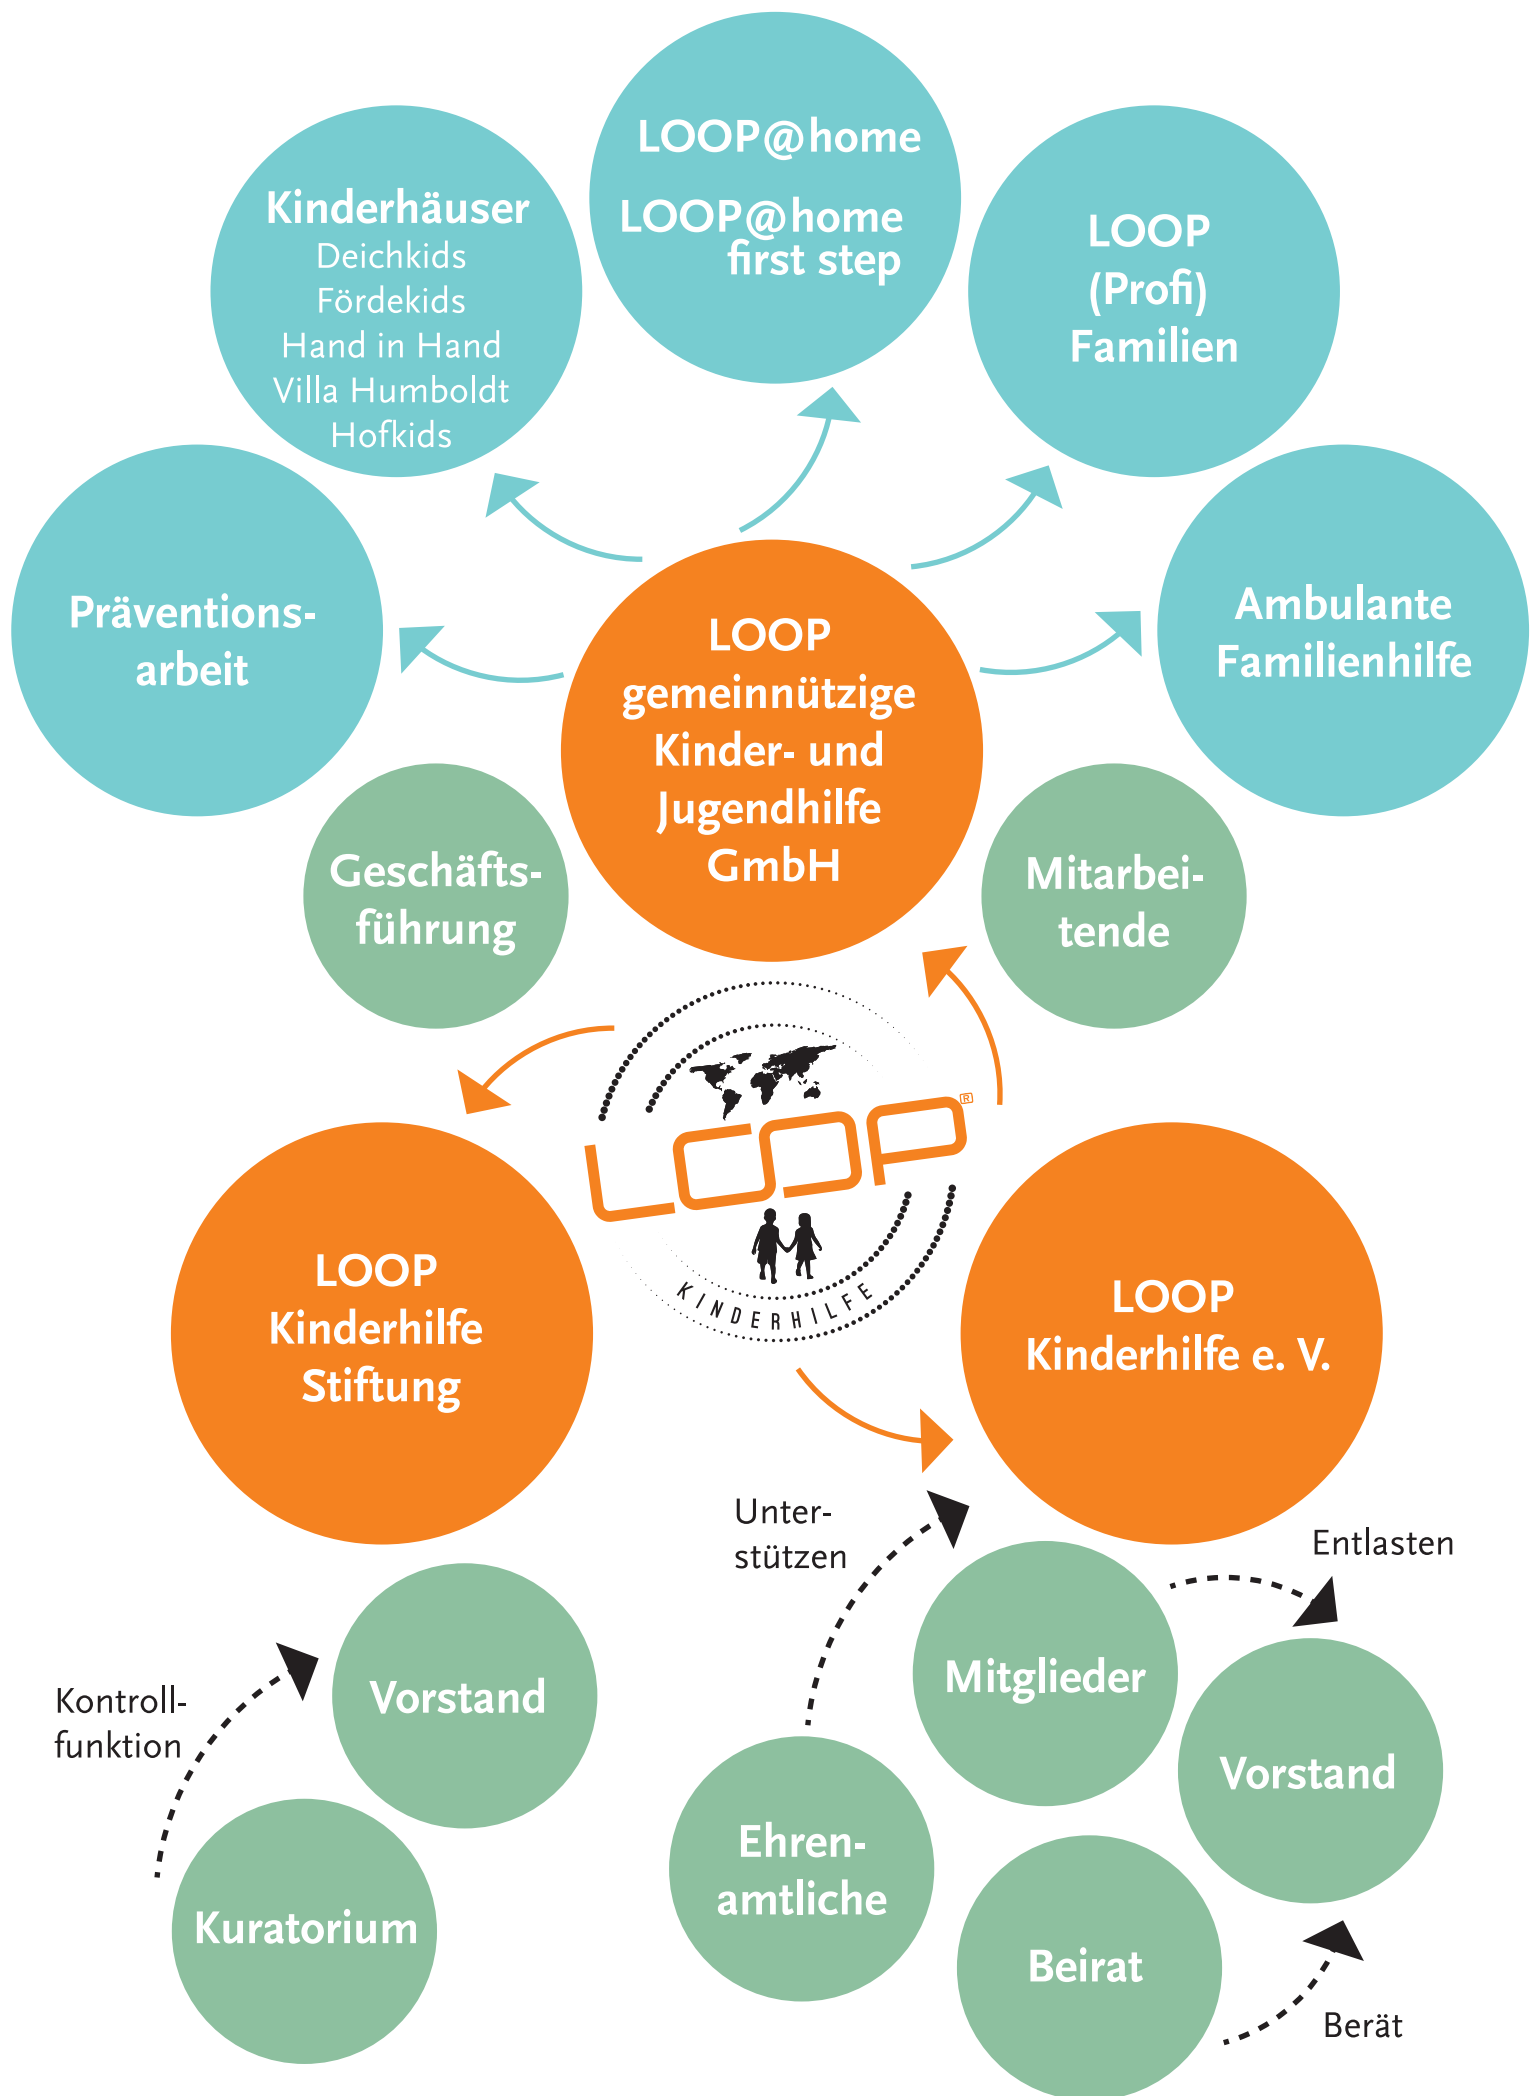 LOOP@home
LOOP@home
first step
Kinderhäuser
Deichkids
Fördekids
Hand in Hand
Villa Humboldt
Hofkids
LOOP
(Profi)
Familien
Präventions-
arbeit
LOOP
gemeinnützige
Kinder- und
Jugendhilfe
GmbH
Ambulante
Familienhilfe
Geschäfts-
führung
Mitarbei-
tende
LOOP®
KINDERHILFE
LOOP
Kinderhilfe
Stiftung
LOOP
Kinderhilfe e. V.
Unter-
stützen
Entlasten
Kontroll-
funktion
Vorstand
Mitglieder
Vorstand
Kuratorium
Ehren-
amtliche
Beirat
Berät